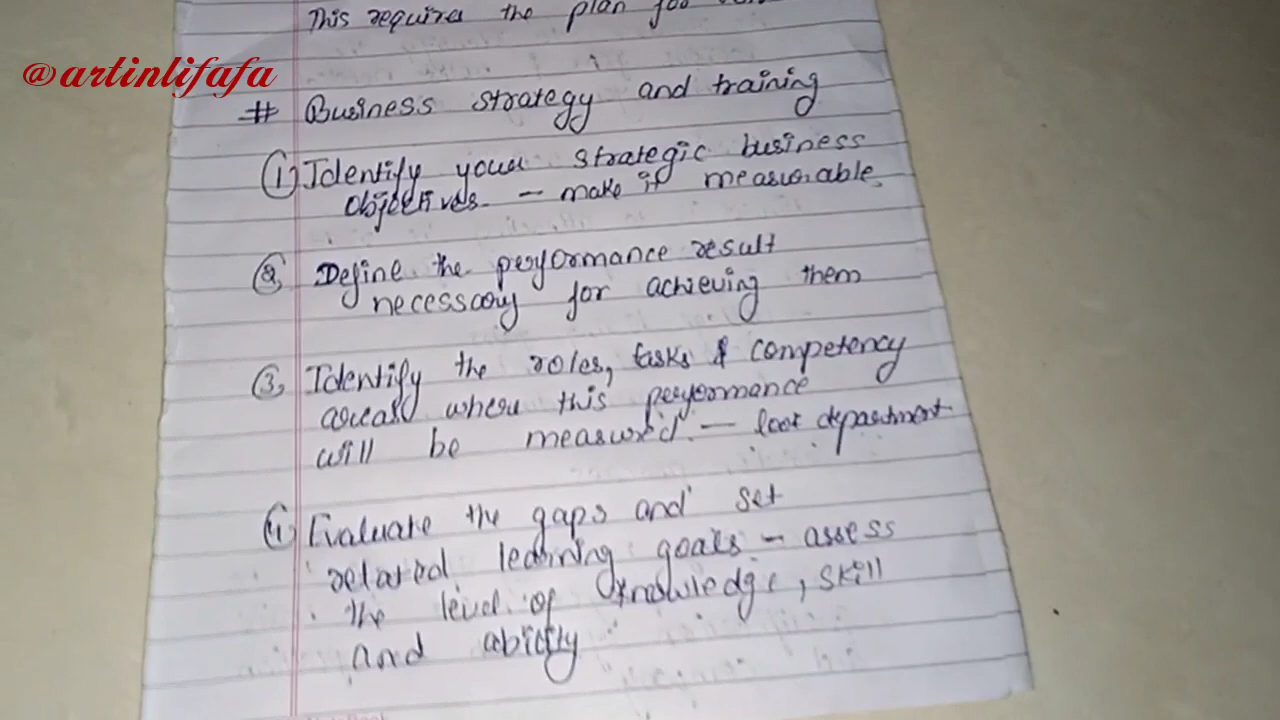 This requires the plan for
@artinlifafa
# Business strategy and training
① Identify your strategic business
objectives - make it measurable.
② Define the performance result
necessary for achieving them
③ Identify the roles, tasks & competency
areas where this performance
will be measured. - department
④ Evaluate the gaps and set
related learning goals - assess
the level of knowledge, skill
and ability